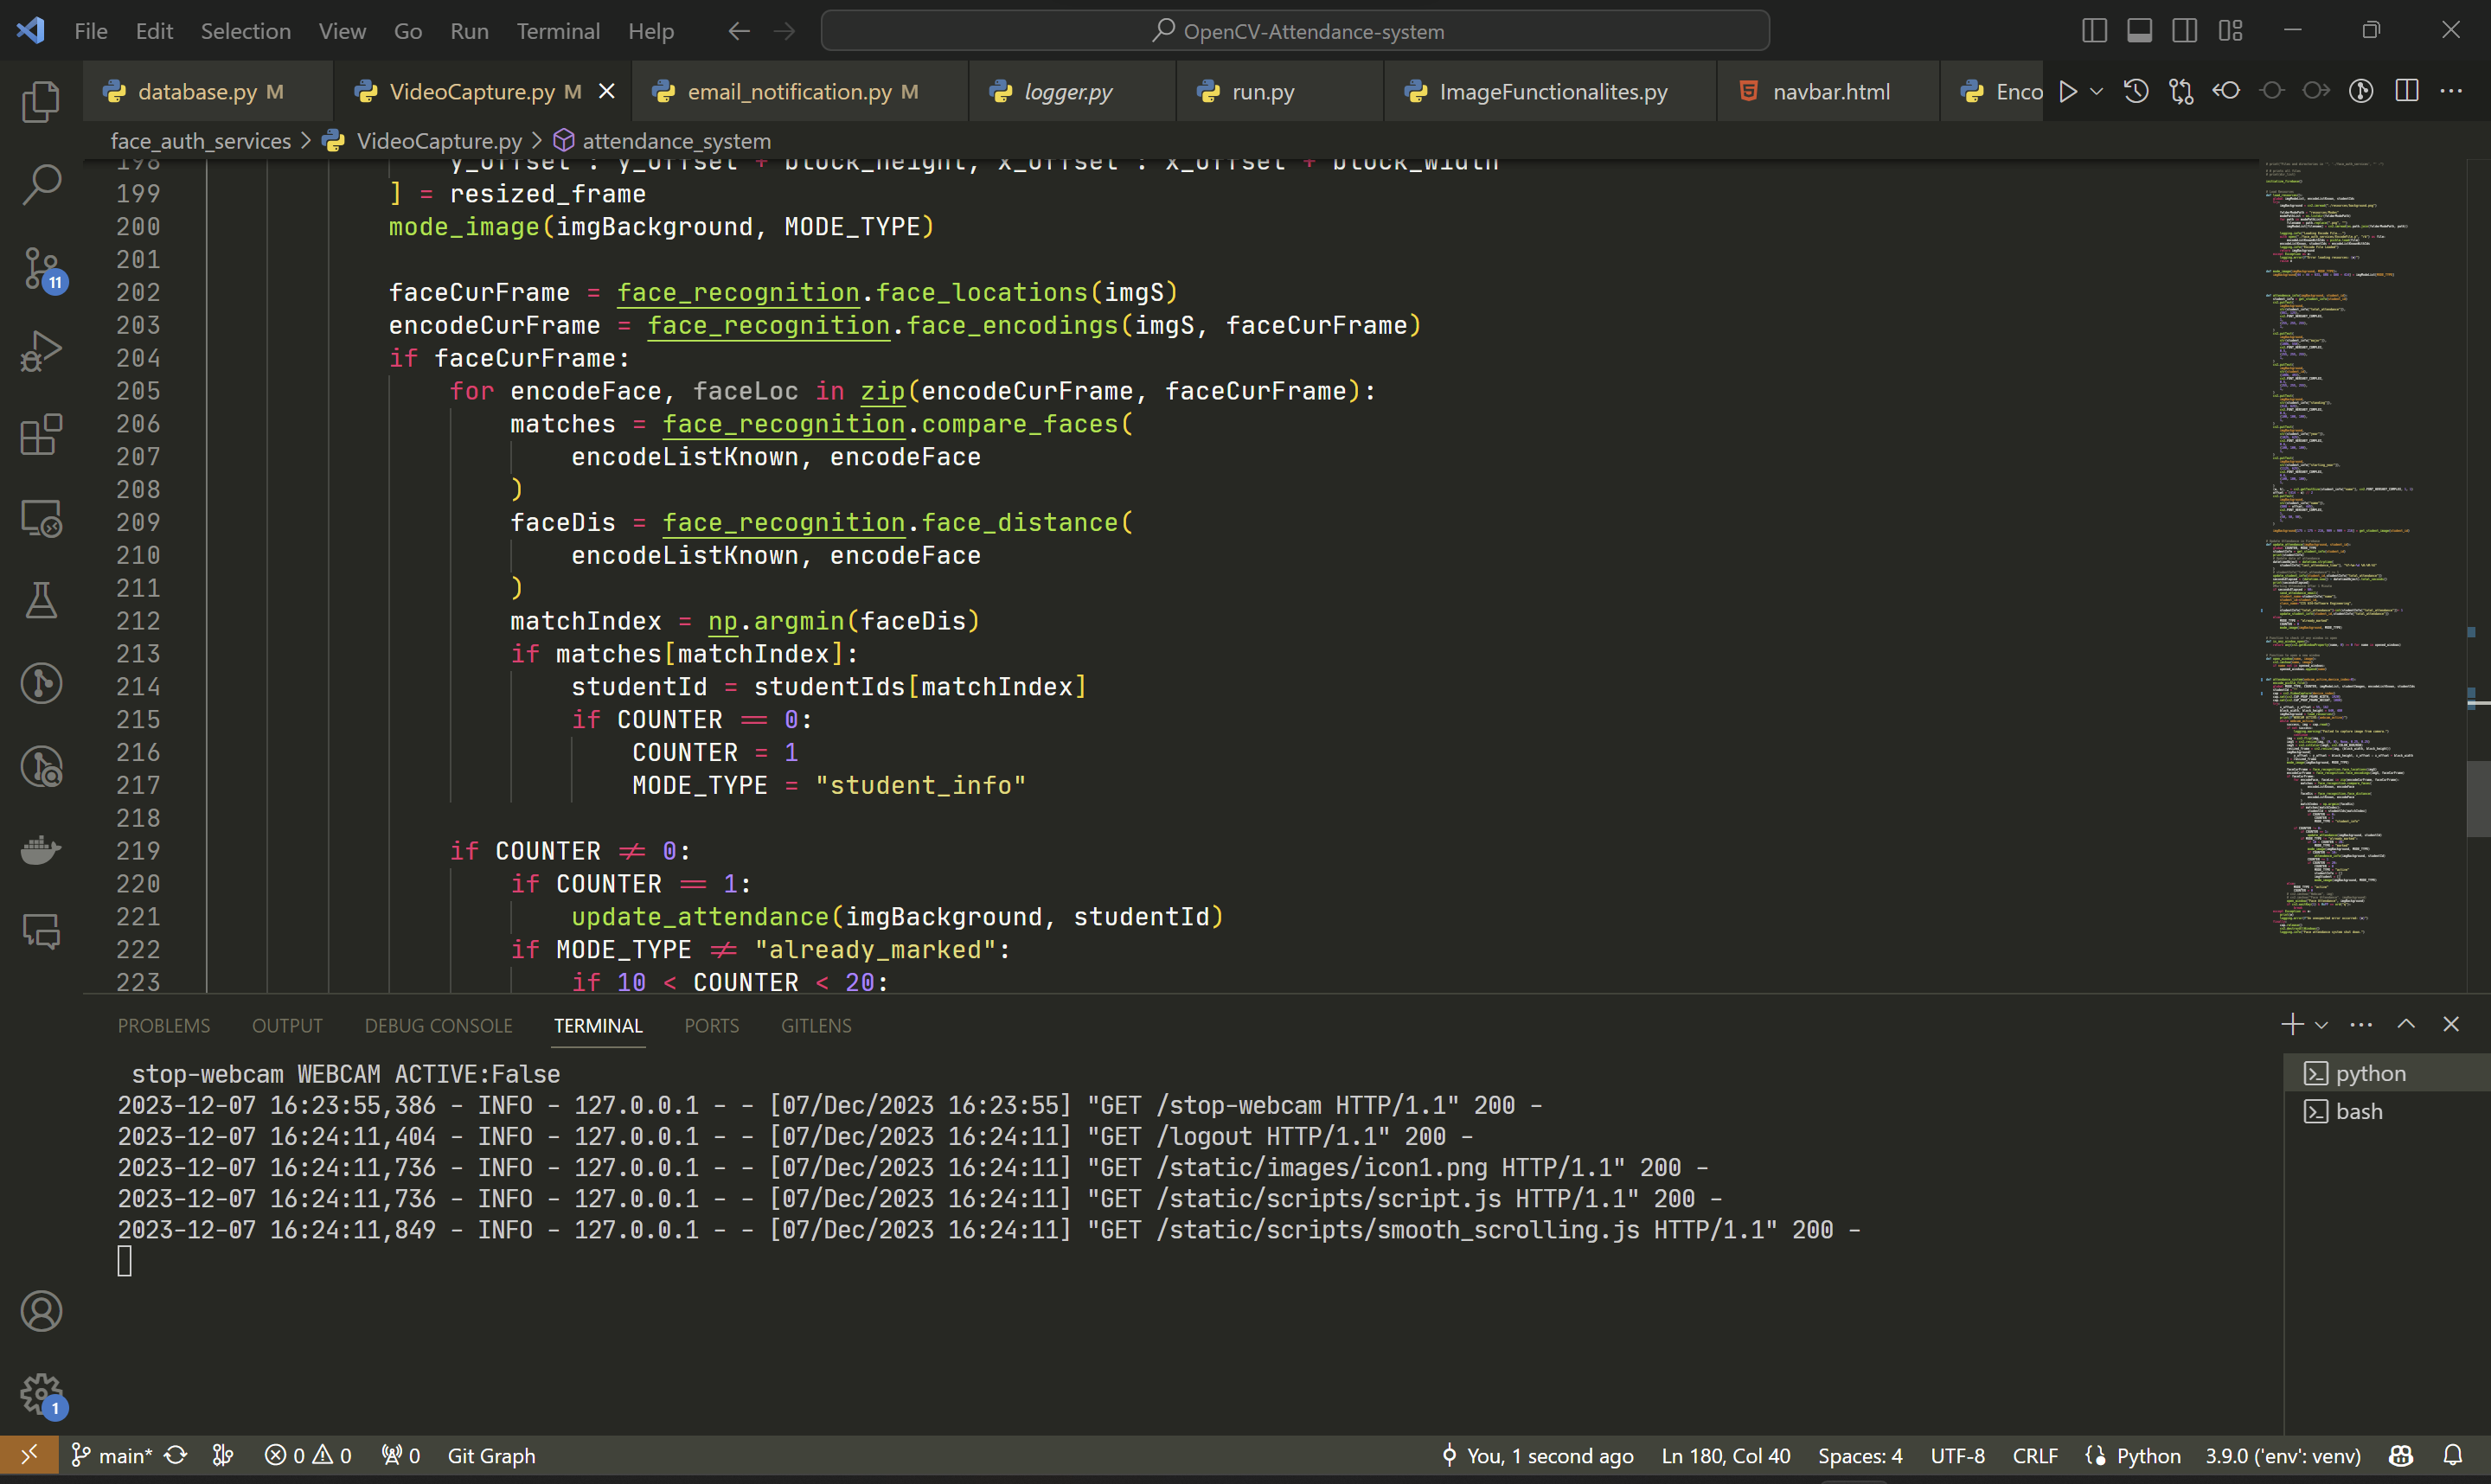 File Edit Selection View Go Run Terminal Help OpenCV-Attendance-system
database.py M VideoCapture.py M email_notification.py M logger.py run.py ImageFunctionalites.py navbar.html Enco
face_auth_services > VideoCapture.py > attendance_system
198 y_offset : y_offset + block_height, x_offset : x_offset + block_width
199 ] = resized_frame
200 mode_image(imgBackground, MODE_TYPE)
201
202 faceCurFrame = face_recognition.face_locations(imgS)
203 encodeCurFrame = face_recognition.face_encodings(imgS, faceCurFrame)
204 if faceCurFrame:
205 for encodeFace, faceLoc in zip(encodeCurFrame, faceCurFrame):
206 matches = face_recognition.compare_faces(
207 encodeListKnown, encodeFace
208 )
209 faceDis = face_recognition.face_distance(
210 encodeListKnown, encodeFace
211 )
212 matchIndex = np.argmin(faceDis)
213 if matches[matchIndex]:
214 studentId = studentIds[matchIndex]
215 if COUNTER == 0:
216 COUNTER = 1
217 MODE_TYPE = "student_info"
218
219 if COUNTER != 0:
220 if COUNTER == 1:
221 update_attendance(imgBackground, studentId)
222 if MODE_TYPE != "already_marked":
223 if 10 < COUNTER < 20:
11
1
PROBLEMS OUTPUT DEBUG CONSOLE TERMINAL PORTS GITLENS
stop-webcam WEBCAM ACTIVE:False
2023-12-07 16:23:55,386 - INFO - 127.0.0.1 - - [07/Dec/2023 16:23:55] "GET /stop-webcam HTTP/1.1" 200 -
2023-12-07 16:24:11,404 - INFO - 127.0.0.1 - - [07/Dec/2023 16:24:11] "GET /logout HTTP/1.1" 200 -
2023-12-07 16:24:11,736 - INFO - 127.0.0.1 - - [07/Dec/2023 16:24:11] "GET /static/images/icon1.png HTTP/1.1" 200 -
2023-12-07 16:24:11,736 - INFO - 127.0.0.1 - - [07/Dec/2023 16:24:11] "GET /static/scripts/script.js HTTP/1.1" 200 -
2023-12-07 16:24:11,849 - INFO - 127.0.0.1 - - [07/Dec/2023 16:24:11] "GET /static/scripts/smooth_scrolling.js HTTP/1.1" 200 -
python
bash
main* 0 0 0 Git Graph You, 1 second ago Ln 180, Col 40 Spaces: 4 UTF-8 CRLF Python 3.9.0 ('env': venv)